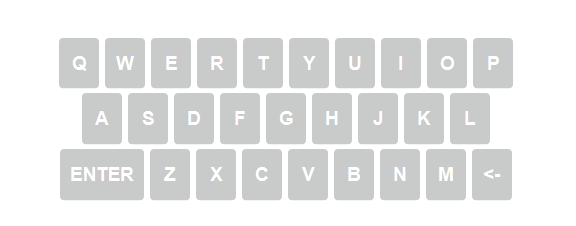 Q W E R T Y U I O P
A S D F G H J K L
ENTER Z X C V B N M <-